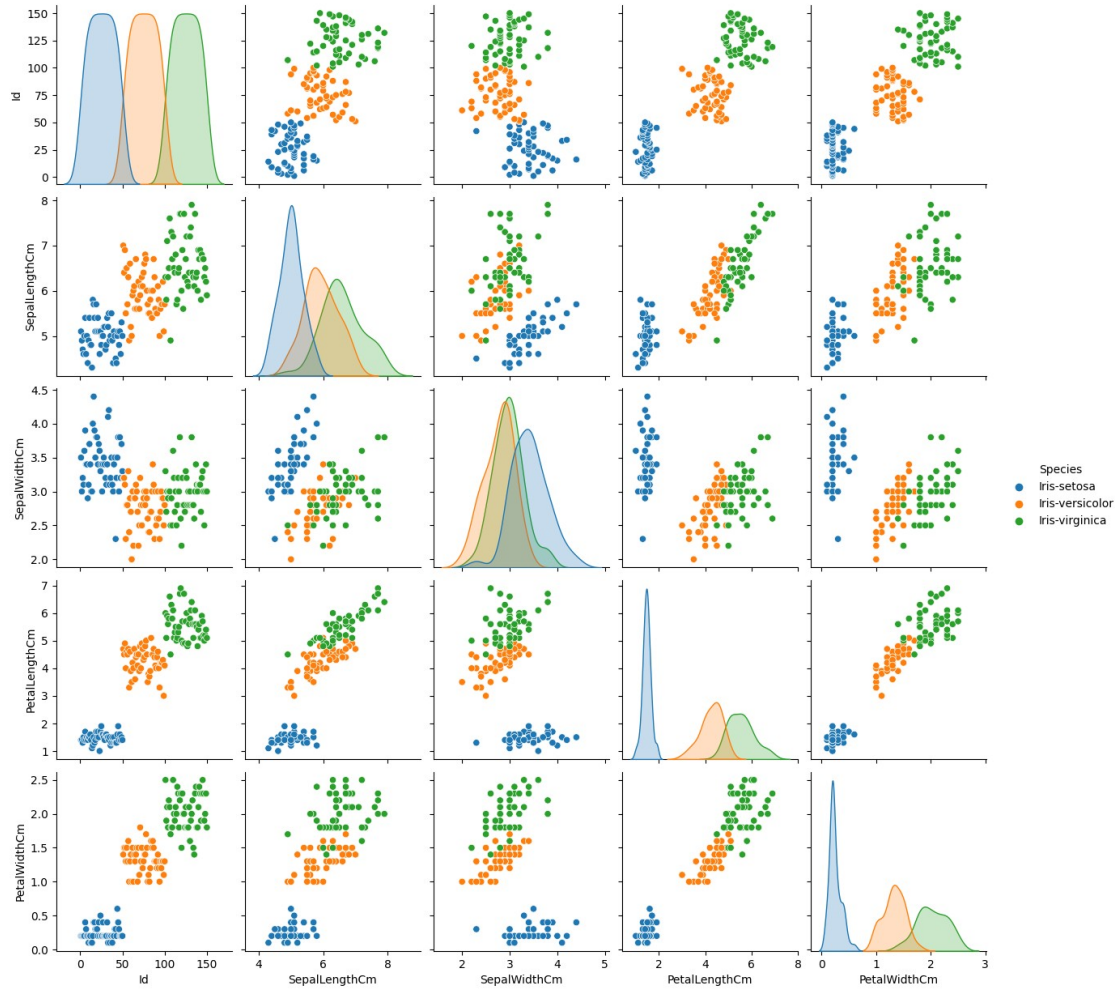 Id
150
125
100
75
50
25
0
SepalLengthCm
8
7
6
5
SepalWidthCm
4.5
4.0
3.5
3.0
2.5
2.0
Species
Iris-setosa
Iris-versicolor
Iris-virginica
PetalLengthCm
7
6
5
4
3
2
1
PetalWidthCm
2.5
2.0
1.5
1.0
0.5
0.0
0 50 100 150
4 6 8
2 3 4 5
2 4 6 8
0 1 2 3
Id
SepalLengthCm
SepalWidthCm
PetalLengthCm
PetalWidthCm